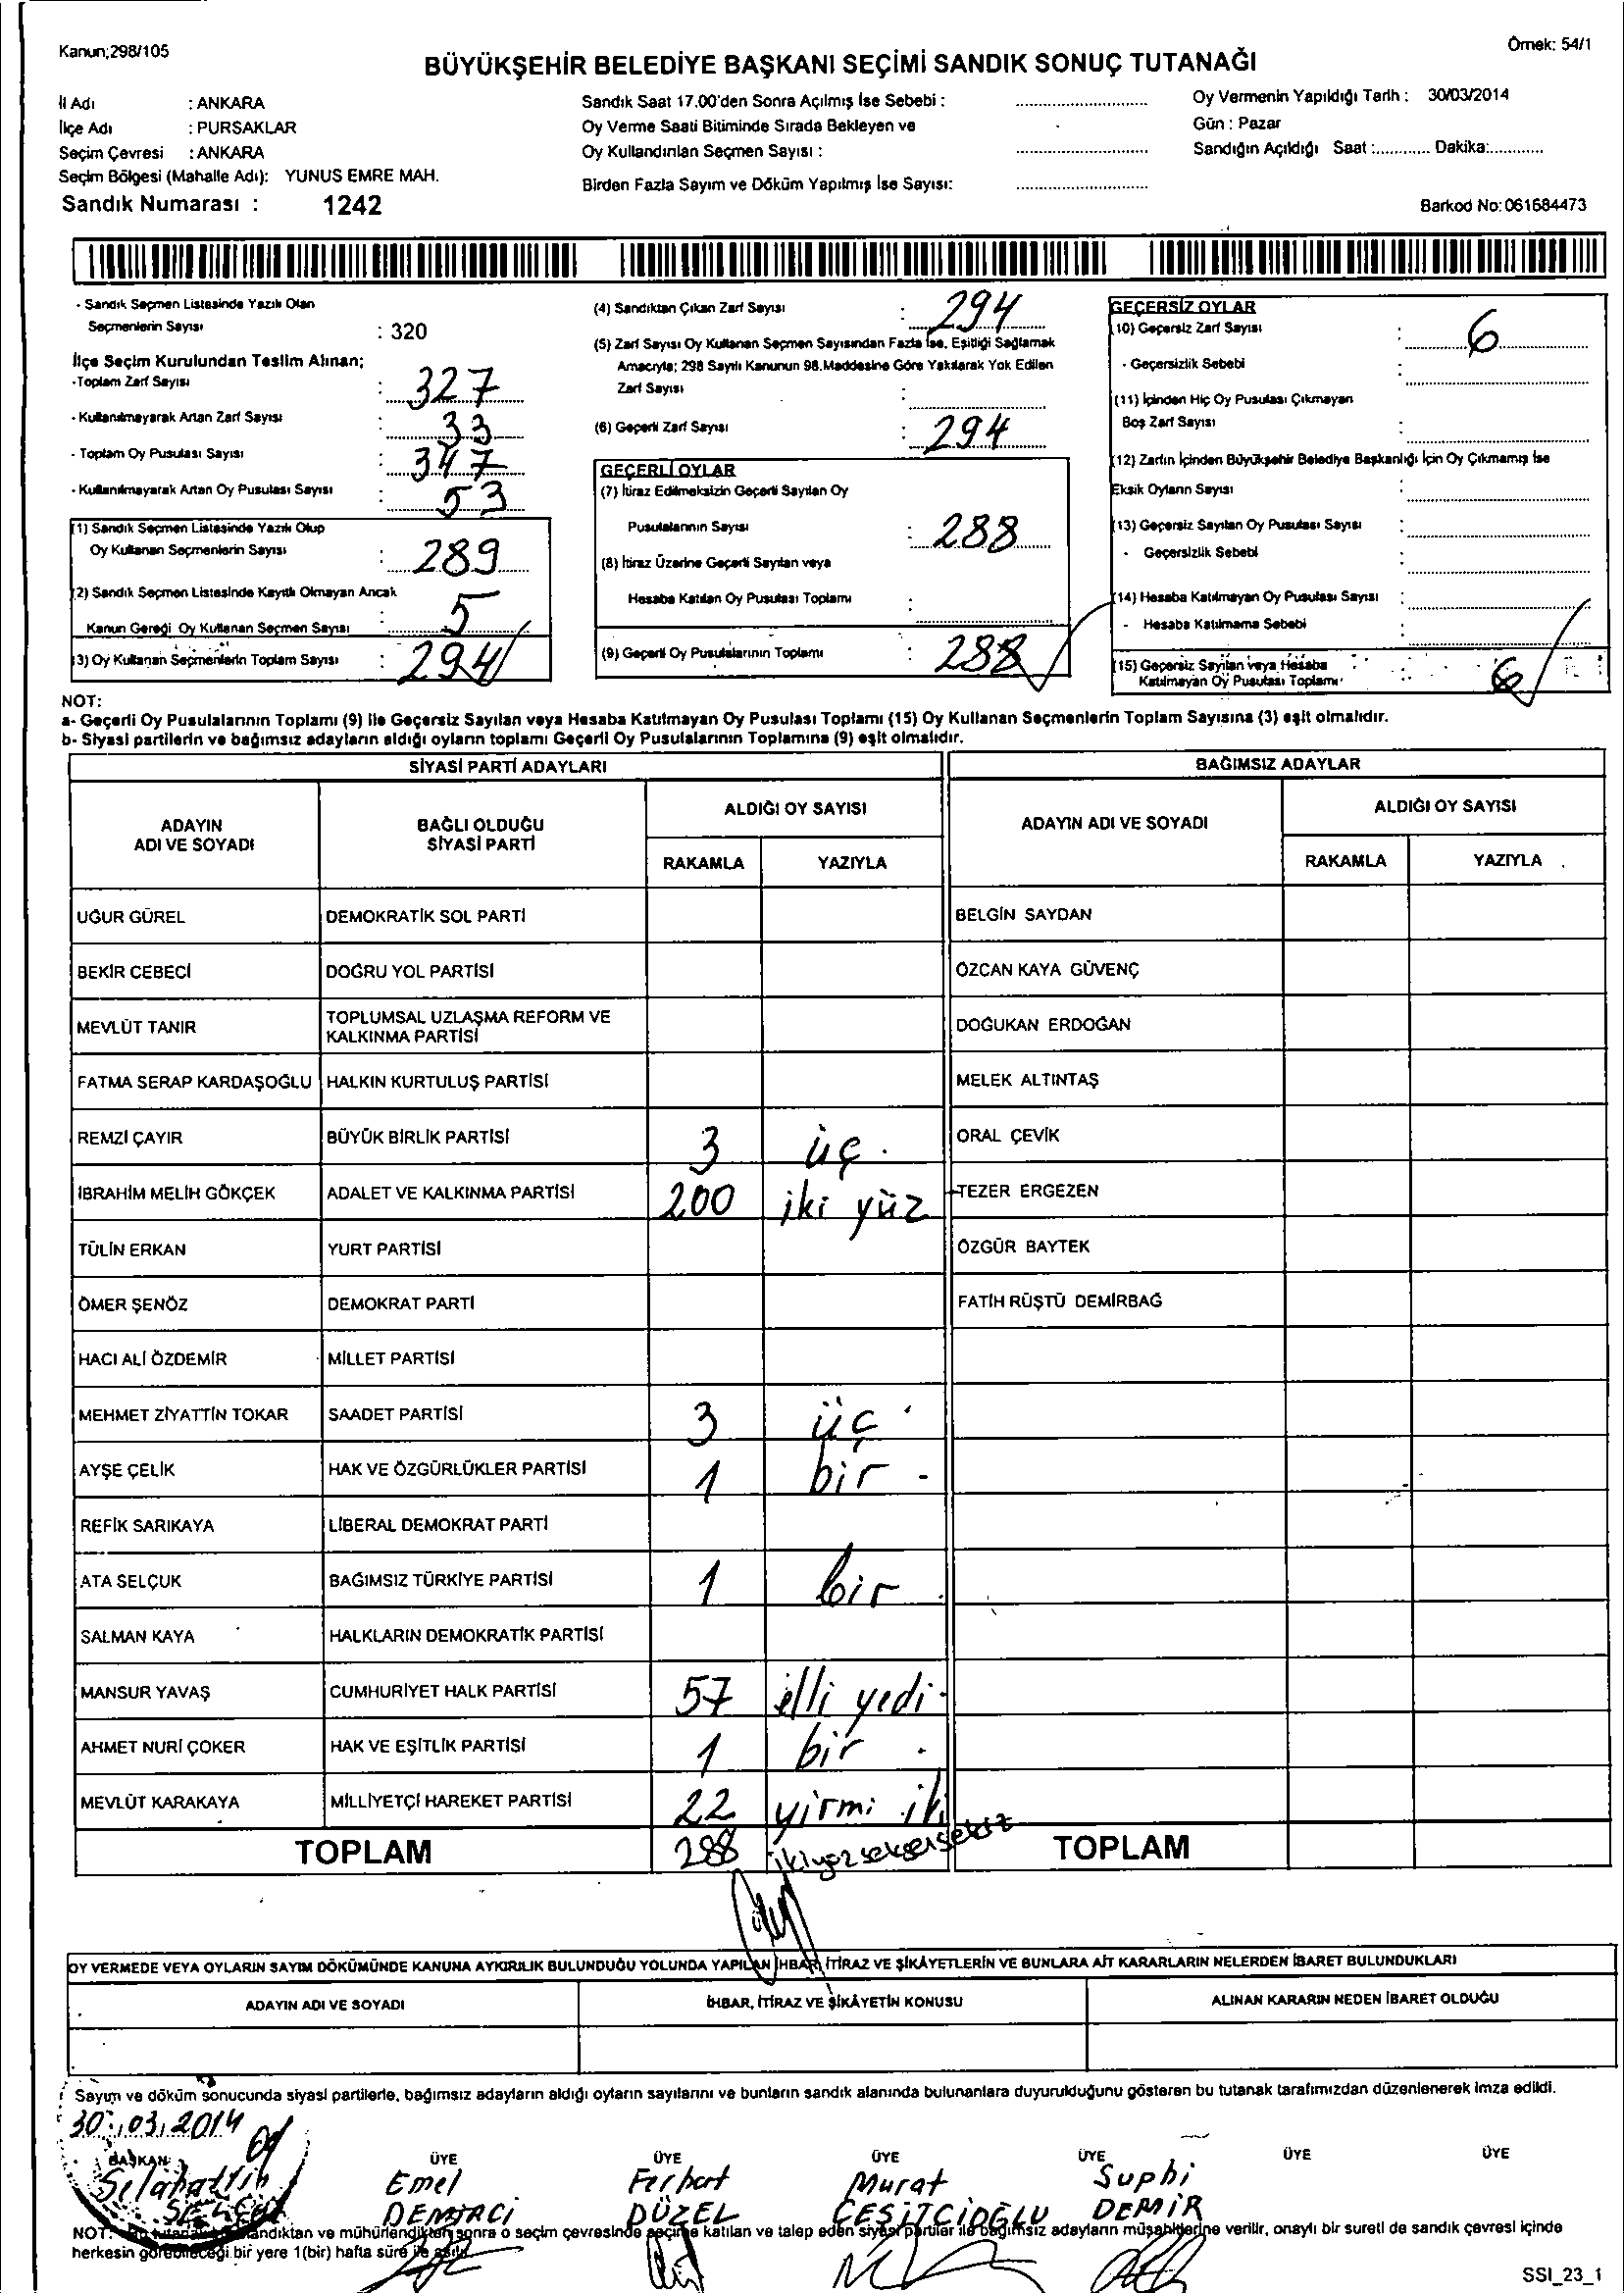 Kanun;298/105
Örnek: 54/1
BÜYÜKŞEHİR BELEDİYE BAŞKANI SEÇİMİ SANDIK SONUÇ TUTANAĞI
İl Adı : ANKARA
İlçe Adı : PURSAKLAR
Seçim Çevresi : ANKARA
Seçim Bölgesi (Mahalle Adı): YUNUS EMRE MAH.
Sandık Numarası : 1242
Sandık Saat 17.00'den Sonra Açılmış İse Sebebi :
Oy Verme Saati Bitiminde Sırada Bekleyen ve
Oy Kullandırılan Seçmen Sayısı :
Birden Fazla Sayım ve Döküm Yapılmış İse Sayısı:
Oy Vermenin Yapıldığı Tarih : 30/03/2014
Gün : Pazar
Sandığın Açıldığı Saat :............ Dakika:............
Barkod No: 061684473
- Sandık Seçmen Listesinde Yazılı Olan
Seçmenlerin Sayısı : 320
İlçe Seçim Kurulundan Teslim Alınan;
-Toplam Zarf Sayısı : 327
- Kullanılmayarak Artan Zarf Sayısı : 33
- Toplam Oy Pusulası Sayısı : 347
- Kullanılmayarak Artan Oy Pusulası Sayısı : 53
(1) Sandık Seçmen Listesinde Yazılı Olup
Oy Kullanan Seçmenlerin Sayısı : 289
(2) Sandık Seçmen Listesinde Kayıtlı Olmayan Ancak
Kanun Gereği Oy Kullanan Seçmen Sayısı : 5
(3) Oy Kullanan Seçmenlerin Toplam Sayısı : 294
(4) Sandıktan Çıkan Zarf Sayısı : 294
(5) Zarf Sayısı Oy Kullanan Seçmen Sayısından Fazla İse, Eşitliği Sağlamak
Amacıyla; 298 Sayılı Kanunun 98.Maddesine Göre Yakılarak Yok Edilen
Zarf Sayısı :
(6) Geçerli Zarf Sayısı : 294
GEÇERLİ OYLAR
(7) İtiraz Edilmeksizin Geçerli Sayılan Oy
Pusulalarının Sayısı : 288
(8) İtiraz Üzerine Geçerli Sayılan veya
Hesaba Katılan Oy Pusulası Toplamı :
(9) Geçerli Oy Pusulalarının Toplamı : 288
GEÇERSİZ OYLAR
10) Geçersiz Zarf Sayısı : 6
- Geçersizlik Sebebi :
(11) İçinden Hiç Oy Pusulası Çıkmayan
Boş Zarf Sayısı :
(12) Zarfın İçinden Büyükşehir Belediye Başkanlığı İçin Oy Çıkmamış İse
Eksik Oyların Sayısı :
(13) Geçersiz Sayılan Oy Pusulası Sayısı :
- Geçersizlik Sebebi :
(14) Hesaba Katılmayan Oy Pusulası Sayısı :
- Hesaba Katılmama Sebebi :
(15) Geçersiz Sayılan veya Hesaba
Katılmayan Oy Pusulası Toplamı 6
NOT:
a- Geçerli Oy Pusulalarının Toplamı (9) ile Geçersiz Sayılan veya Hesaba Katılmayan Oy Pusulası Toplamı (15) Oy Kullanan Seçmenlerin Toplam Sayısına (3) eşit olmalıdır.
b- Siyasi partilerin ve bağımsız adayların aldığı oyların toplamı Geçerli Oy Pusulalarının Toplamına (9) eşit olmalıdır.
SİYASİ PARTİ ADAYLARI
BAĞIMSIZ ADAYLAR
ADAYIN
ADI VE SOYADI
BAĞLI OLDUĞU
SİYASİ PARTİ
ALDIĞI OY SAYISI
RAKAMLA YAZIYLA
ADAYIN ADI VE SOYADI
ALDIĞI OY SAYISI
RAKAMLA YAZIYLA
UĞUR GÜREL DEMOKRATİK SOL PARTİ BELGİN SAYDAN
BEKİR CEBECİ DOĞRU YOL PARTİSİ ÖZCAN KAYA GÜVENÇ
MEVLÜT TANIR TOPLUMSAL UZLAŞMA REFORM VE KALKINMA PARTİSİ DOĞUKAN ERDOĞAN
FATMA SERAP KARDAŞOĞLU HALKIN KURTULUŞ PARTİSİ MELEK ALTINTAŞ
REMZİ ÇAYIR BÜYÜK BİRLİK PARTİSİ 3 üç ORAL ÇEVİK
İBRAHİM MELİH GÖKÇEK ADALET VE KALKINMA PARTİSİ 200 iki yüz TEZER ERGEZEN
TÜLİN ERKAN YURT PARTİSİ ÖZGÜR BAYTEK
ÖMER ŞENÖZ DEMOKRAT PARTİ FATİH RÜŞTÜ DEMİRBAĞ
HACI ALİ ÖZDEMİR MİLLET PARTİSİ
MEHMET ZİYATTİN TOKAR SAADET PARTİSİ 3 üç
AYŞE ÇELİK HAK VE ÖZGÜRLÜKLER PARTİSİ 1 bir
REFİK SARIKAYA LİBERAL DEMOKRAT PARTİ
ATA SELÇUK BAĞIMSIZ TÜRKİYE PARTİSİ 1 bir
SALMAN KAYA HALKLARIN DEMOKRATİK PARTİSİ
MANSUR YAVAŞ CUMHURİYET HALK PARTİSİ 57 elli yedi
AHMET NURİ ÇOKER HAK VE EŞİTLİK PARTİSİ 1 bir
MEVLÜT KARAKAYA MİLLİYETÇİ HAREKET PARTİSİ 22 yirmi iki
TOPLAM 288 ikiyüz seksen sekiz TOPLAM
OY VERMEDE VEYA OYLARIN SAYIM DÖKÜMÜNDE KANUNA AYKIRILIK BULUNDUĞU YOLUNDA YAPILAN İHBAR, İTİRAZ VE ŞİKÂYETLERİN VE BUNLARA AİT KARARLARIN NELERDEN İBARET BULUNDUKLARI
ADAYIN ADI VE SOYADI
İHBAR, İTİRAZ VE ŞİKÂYETİN KONUSU
ALINAN KARARIN NEDEN İBARET OLDUĞU
Sayım ve döküm sonucunda siyasi partilerle, bağımsız adayların aldığı oyların sayılarını ve bunların sandık alanında bulunanlara duyurulduğunu gösteren bu tutanak tarafımızdan düzenlenerek imza edildi.
30.03.2014
BAŞKAN ÜYE ÜYE ÜYE ÜYE ÜYE ÜYE
Selahattin Emel Ferhat Murat Suphi
DEMİRCİ DÜZEL ÇEŞİTCİOĞLU DEMİR
NOT: Bu tutanak sandıktan ve mühürlendikten sonra o seçim çevresinde seçime katılan ve talep eden siyasi partiler ile bağımsız adayların müşahitlerine verilir, onaylı bir sureti de sandık çevresi içinde
herkesin görebileceği bir yere 1(bir) hafta süre ile asılır.
SSI_23_1